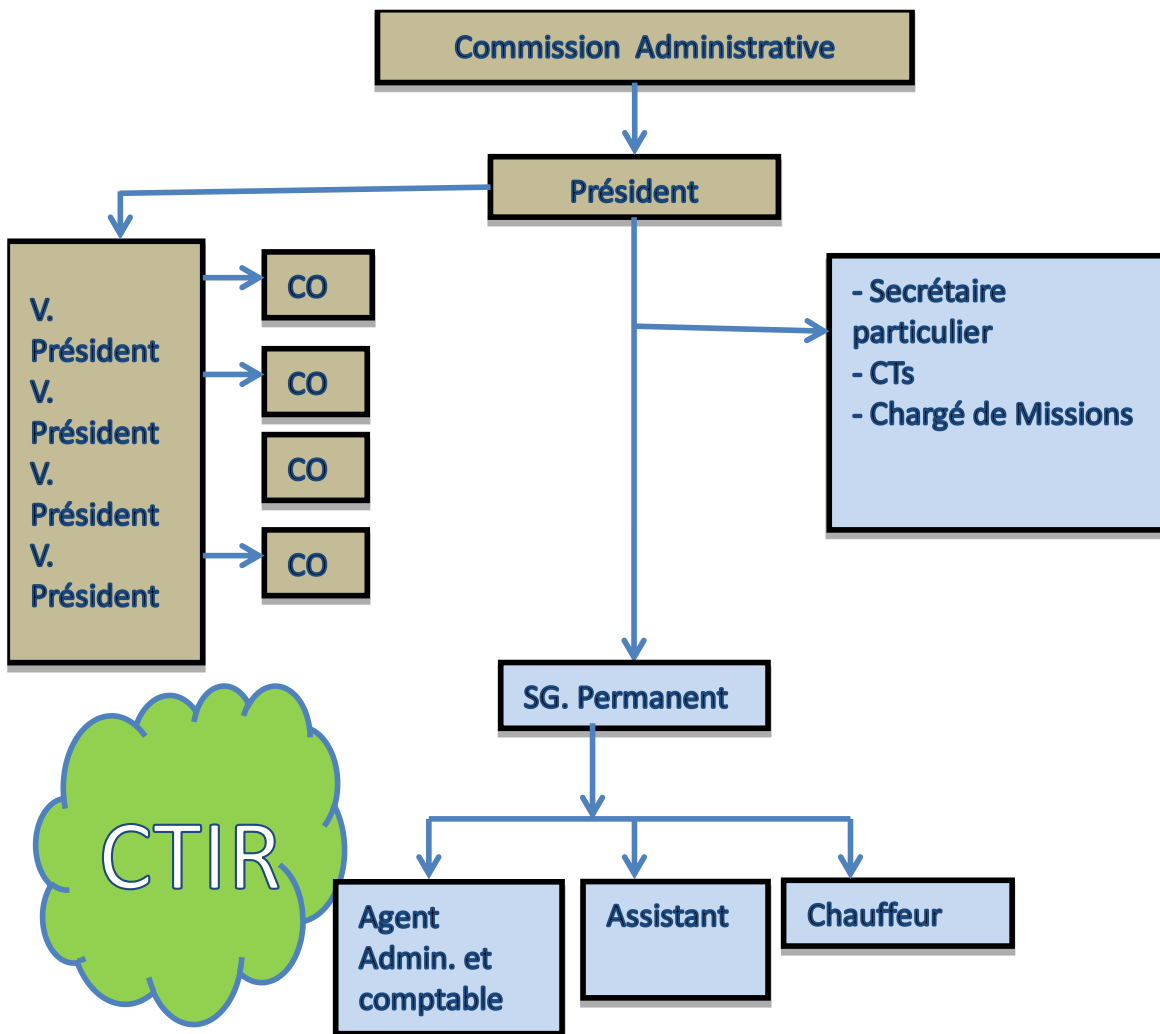 Commission Administrative
Président
V.
Président
V.
Président
V.
Président
V.
Président
CO
CO
CO
CO
- Secrétaire
particulier
- CTs
- Chargé de Missions
SG. Permanent
CTIR
Agent
Admin. et
comptable
Assistant
Chauffeur